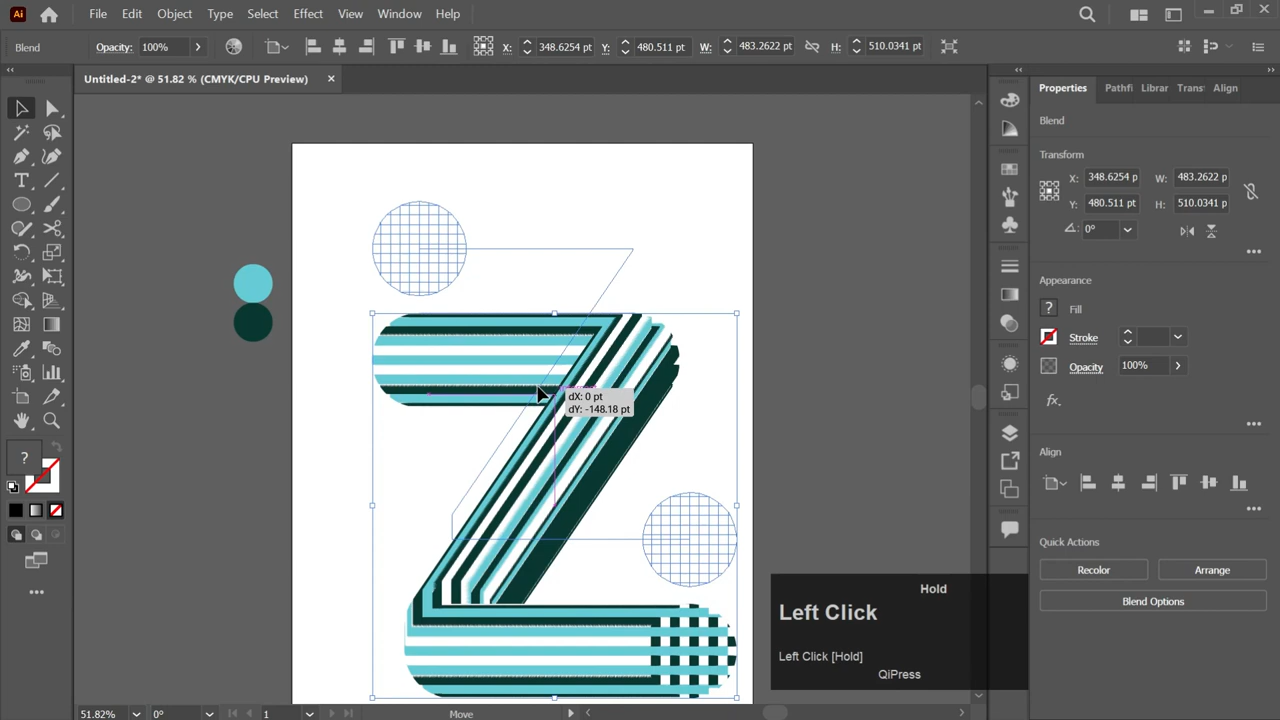 Ai File Edit Object Type Select Effect View Window Help
Blend Opacity: 100% X: 348.6254 pt Y: 480.511 pt W: 483.2622 pt H: 510.0341 pt
Untitled-2* @ 51.82 % (CMYK/CPU Preview)
Properties Pathfi Librar Trans Align
Blend
Transform
X: 348.6254 p W: 483.2622 p
Y: 480.511 pt H: 510.0341 p
0°
Appearance
? Fill
Stroke
Opacity 100%
fx.
Align
Quick Actions
Recolor Arrange
Blend Options
dX: 0 pt
dY: -148.18 pt
?
Hold
Left Click
Left Click [Hold]
QiPress
51.82% 0° 1 Move